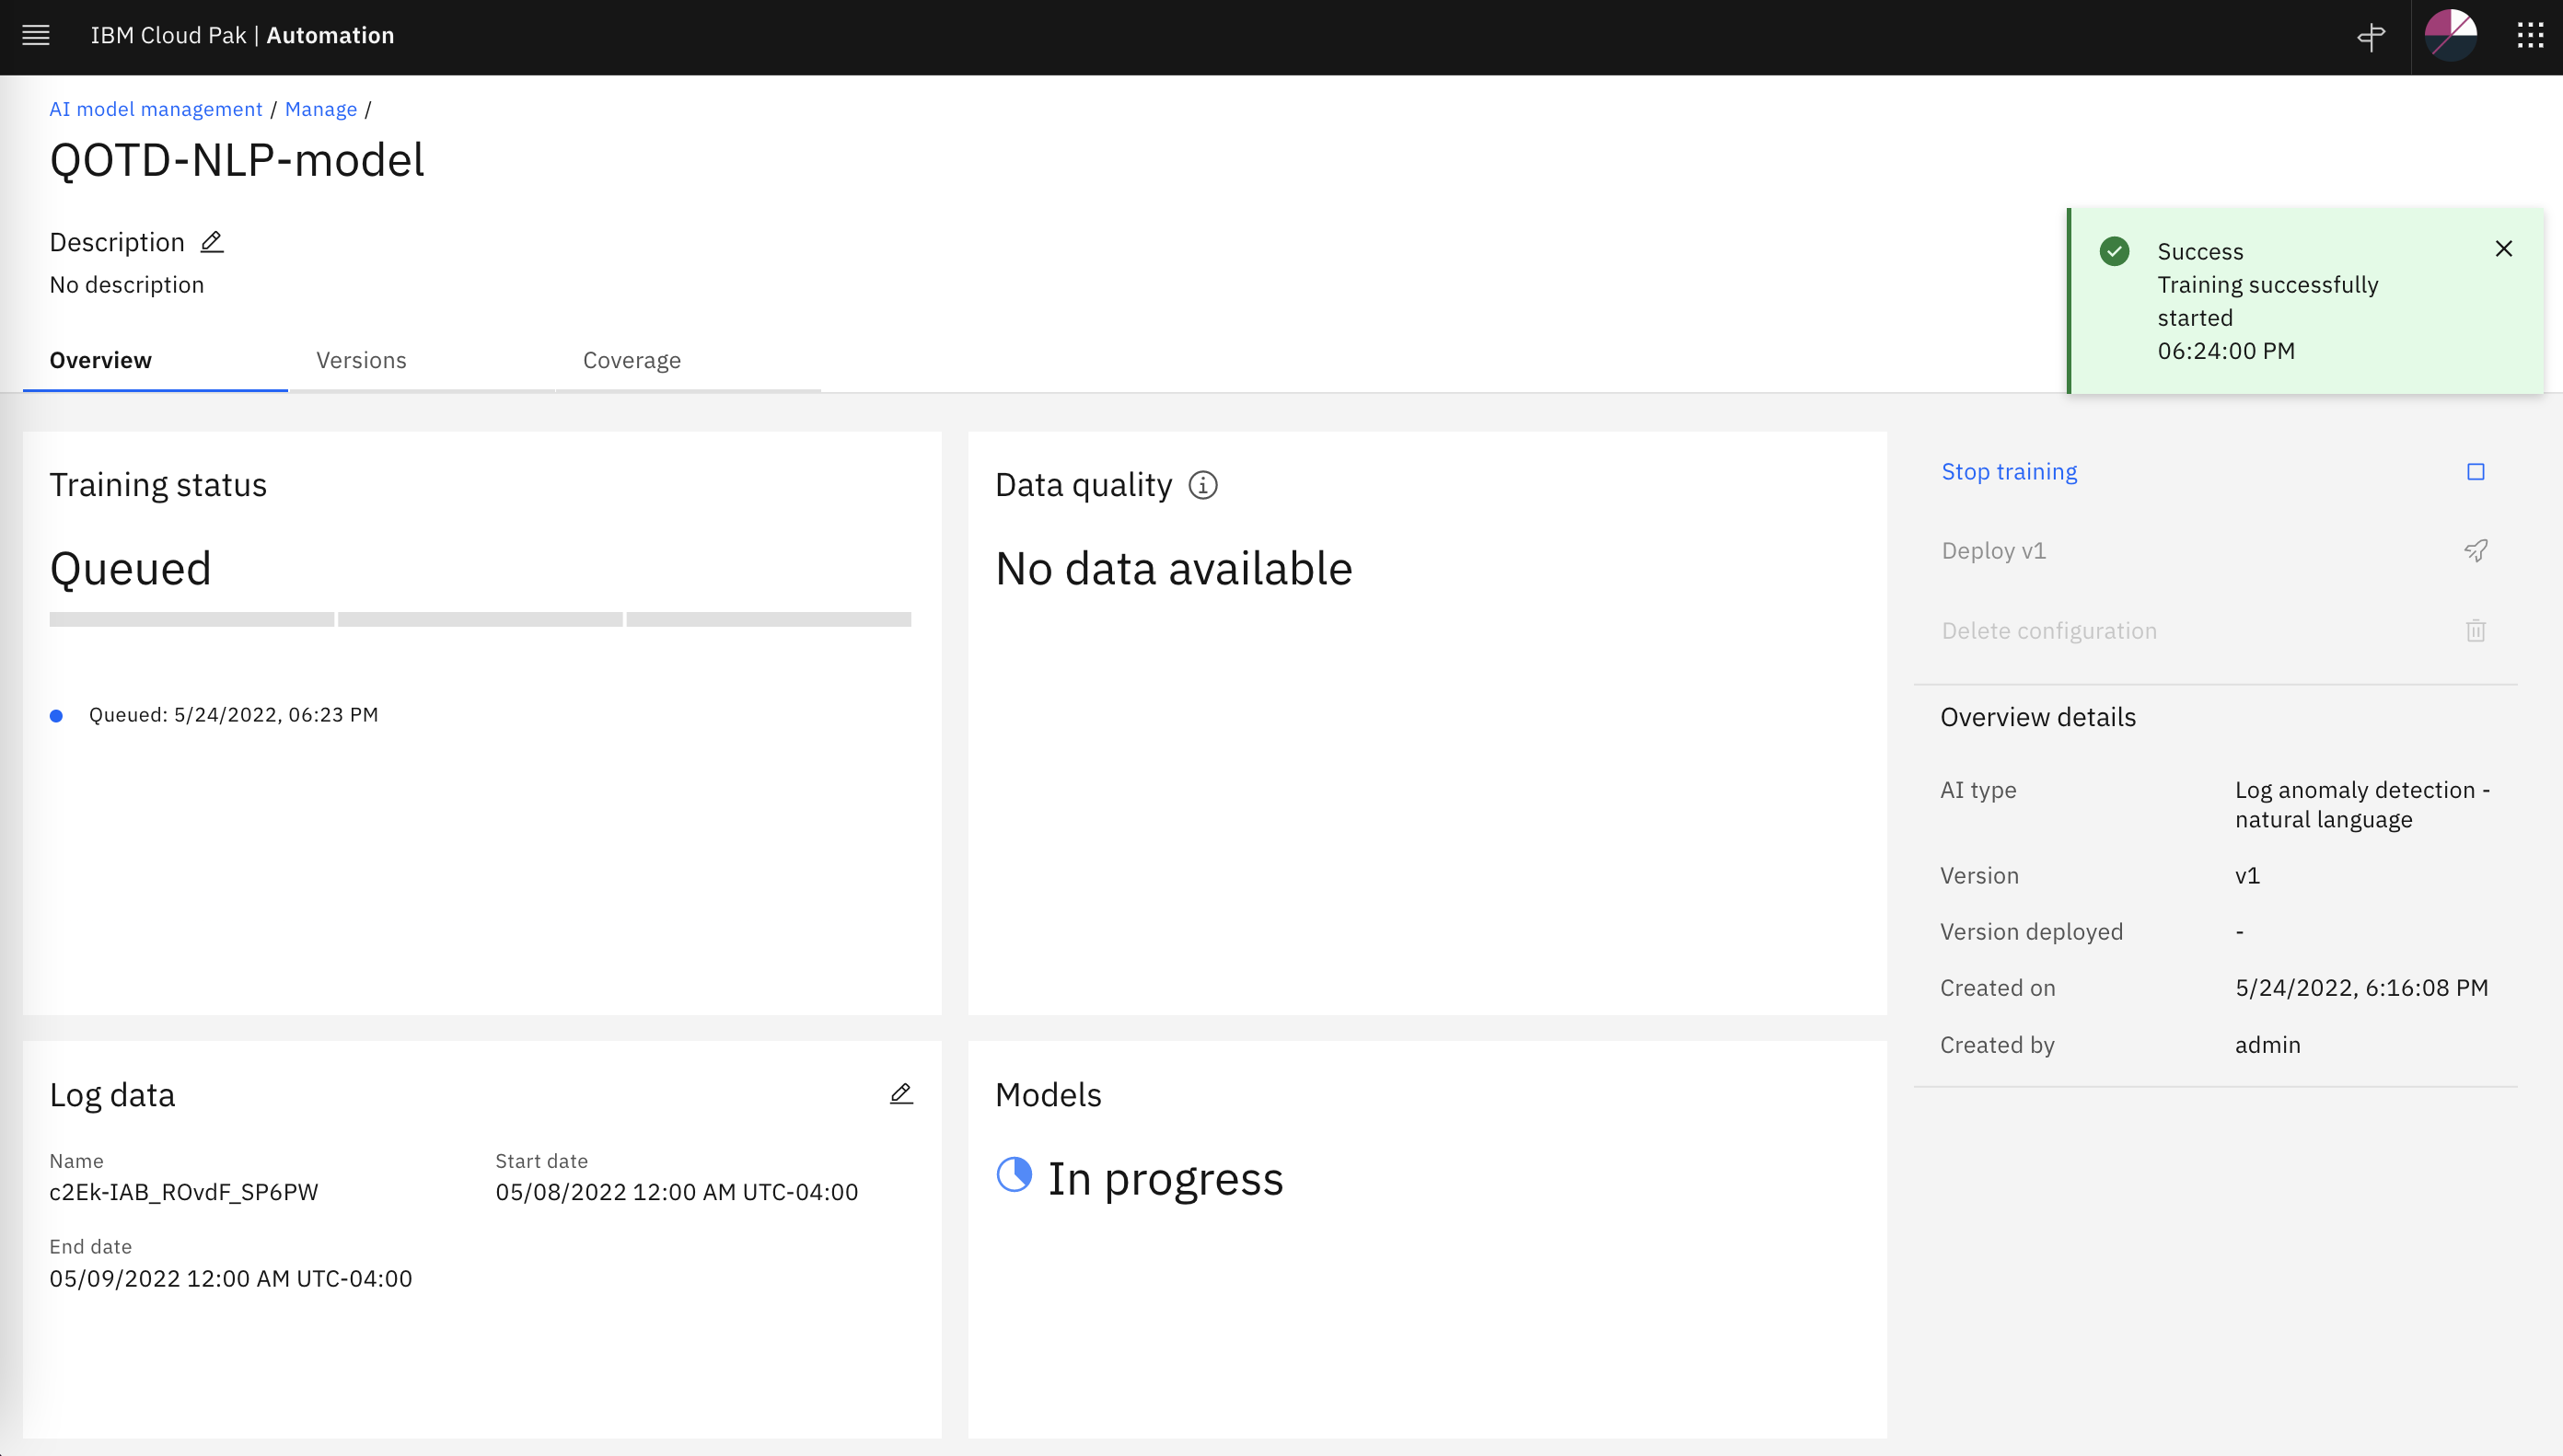 IBM Cloud Pak | Automation
AI model management / Manage /
QOTD-NLP-model
Description
No description
Success
Training successfully
started
06:24:00 PM
Overview
Versions
Coverage
Training status
Queued
Queued: 5/24/2022, 06:23 PM
Data quality
No data available
Stop training
Deploy v1
Delete configuration
Overview details
AI type
Log anomaly detection -
natural language
Version
v1
Version deployed
-
Created on
5/24/2022, 6:16:08 PM
Created by
admin
Log data
Name
c2Ek-IAB_ROvdF_SP6PW
Start date
05/08/2022 12:00 AM UTC-04:00
End date
05/09/2022 12:00 AM UTC-04:00
Models
In progress